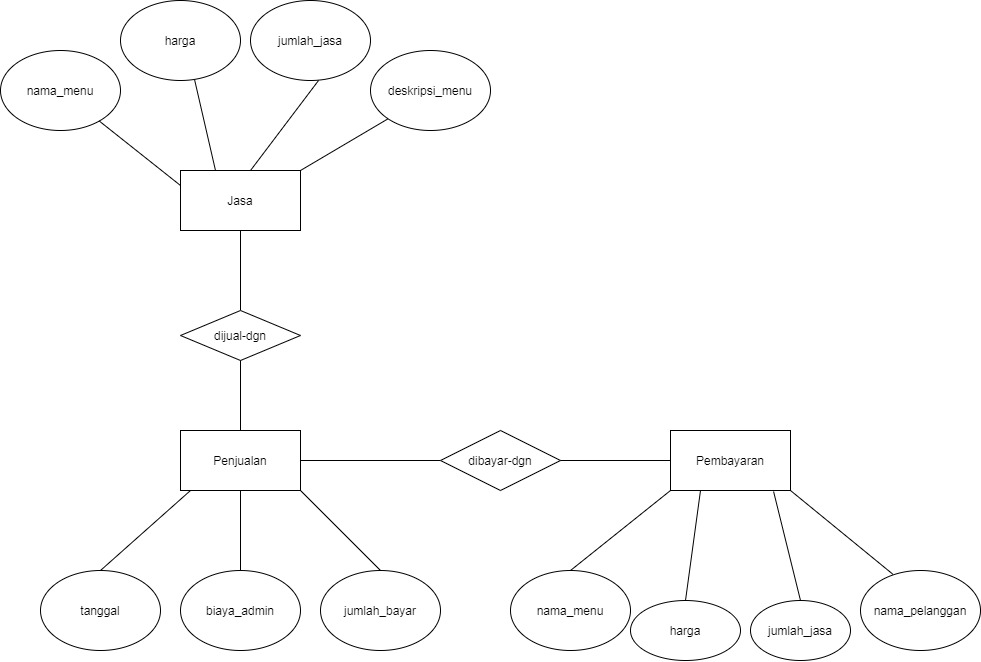 harga
jumlah_jasa
nama_menu
deskripsi_menu
Jasa
dijual-dgn
Penjualan
dibayar-dgn
Pembayaran
tanggal
biaya_admin
jumlah_bayar
nama_menu
harga
jumlah_jasa
nama_pelanggan